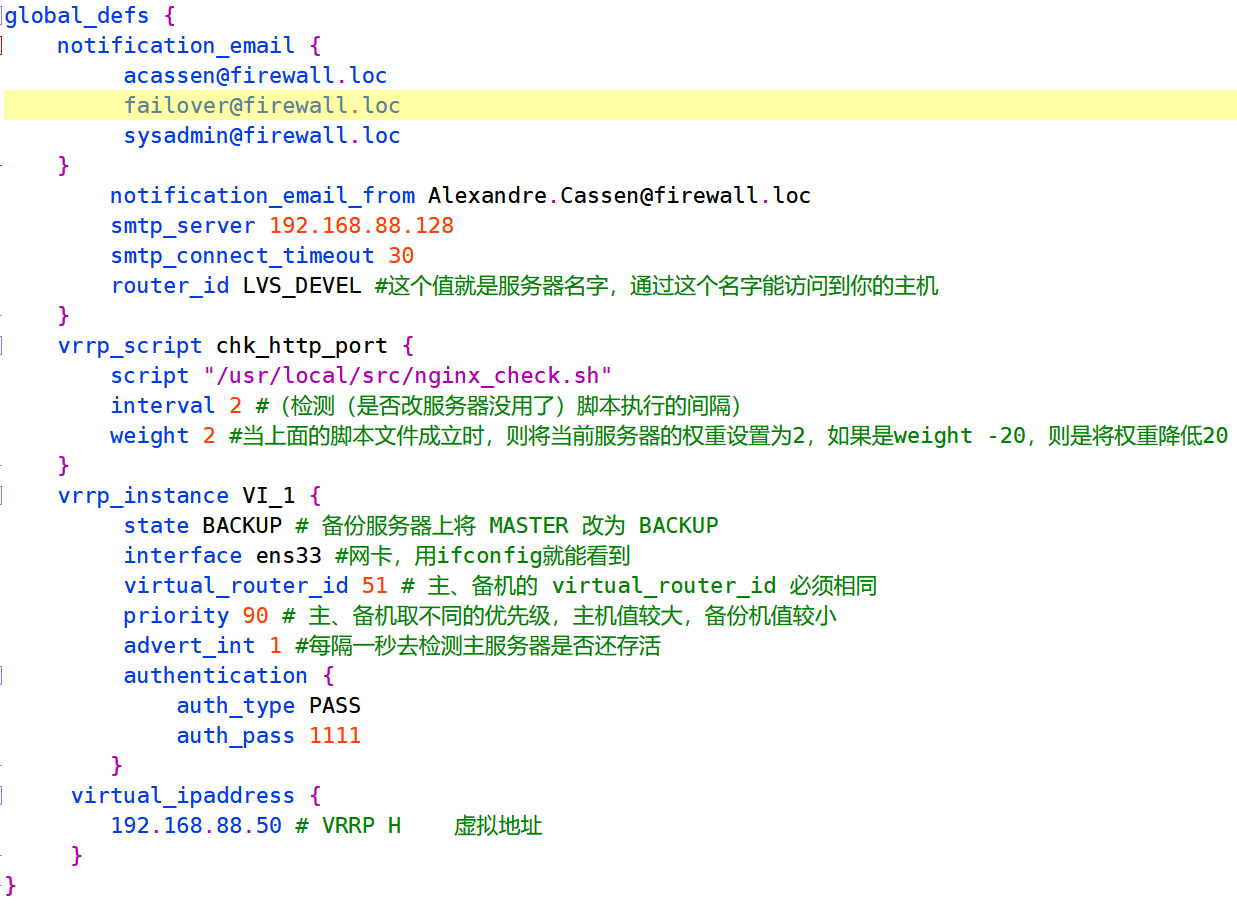 global_defs {
notification_email {
acassen@firewall.loc
failover@firewall.loc
sysadmin@firewall.loc
}
notification_email_from Alexandre.Cassen@firewall.loc
smtp_server 192.168.88.128
smtp_connect_timeout 30
router_id LVS_DEVEL #这个值就是服务器名字，通过这个名字能访问到你的主机
}
vrrp_script chk_http_port {
script "/usr/local/src/nginx_check.sh"
interval 2 #（检测（是否改服务器没用了）脚本执行的间隔）
weight 2 #当上面的脚本文件成立时，则将当前服务器的权重设置为2，如果是weight -20，则是将权重降低20
}
vrrp_instance VI_1 {
state BACKUP # 备份服务器上将 MASTER 改为 BACKUP
interface ens33 #网卡，用ifconfig就能看到
virtual_router_id 51 # 主、备机的 virtual_router_id 必须相同
priority 90 # 主、备机取不同的优先级，主机值较大，备份机值较小
advert_int 1 #每隔一秒去检测主服务器是否还存活
authentication {
auth_type PASS
auth_pass 1111
}
virtual_ipaddress {
192.168.88.50 # VRRP H 虚拟地址
}
}